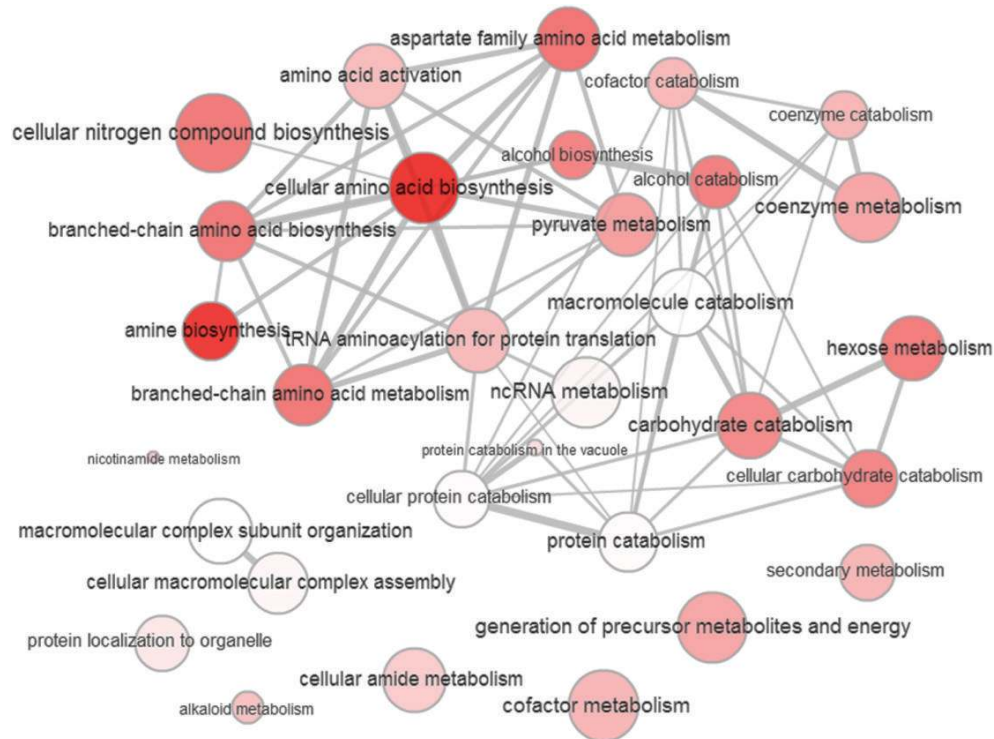 aspartate family amino acid metabolism
amino acid activation
cofactor catabolism
coenzyme catabolism
cellular nitrogen compound biosynthesis
alcohol biosynthesis
alcohol catabolism
cellular amino acid biosynthesis
coenzyme metabolism
branched-chain amino acid biosynthesis
pyruvate metabolism
macromolecule catabolism
amine biosynthesis
tRNA aminoacylation for protein translation
hexose metabolism
branched-chain amino acid metabolism
ncRNA metabolism
carbohydrate catabolism
protein catabolism in the vacuole
nicotinamide metabolism
cellular carbohydrate catabolism
cellular protein catabolism
macromolecular complex subunit organization
protein catabolism
secondary metabolism
cellular macromolecular complex assembly
generation of precursor metabolites and energy
protein localization to organelle
cellular amide metabolism
cofactor metabolism
alkaloid metabolism